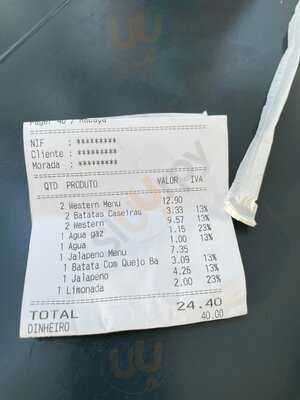 NIF : *********
Cliente : *********
Morada : *********
QTD PRODUTO VALOR IVA
2 Western Menu 12.90
2 Batatas Caseiras 3.33 13%
2 Western 9.57 13%
1 Agua gaz 1.15 23%
1 Agua 1.00 13%
1 Jalapeno Menu 7.35
1 Batata Com Quejo Ba 3.09 13%
1 Jalapeno 4.26 13%
1 Limonada 2.00 23%
TOTAL 24.40
DINHEIRO 40.00